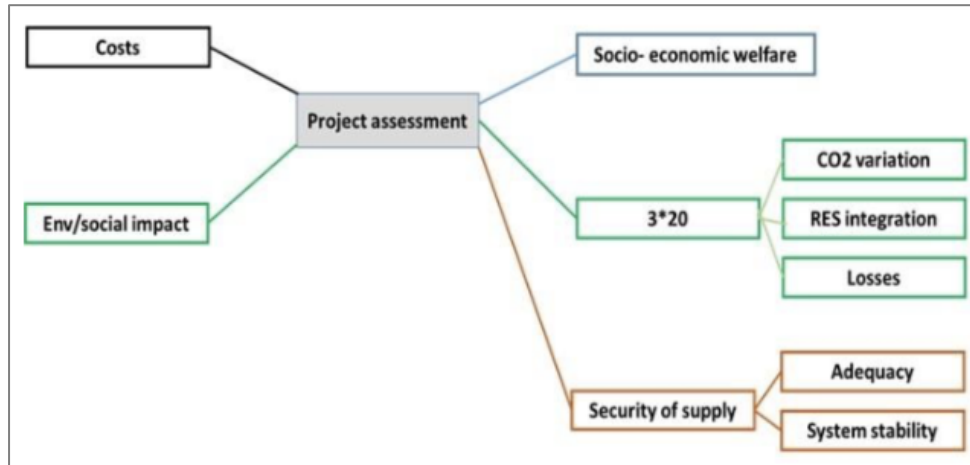 Costs
Socio- economic welfare
Project assessment
CO2 variation
Env/social impact
3*20
RES integration
Losses
Adequacy
Security of supply
System stability